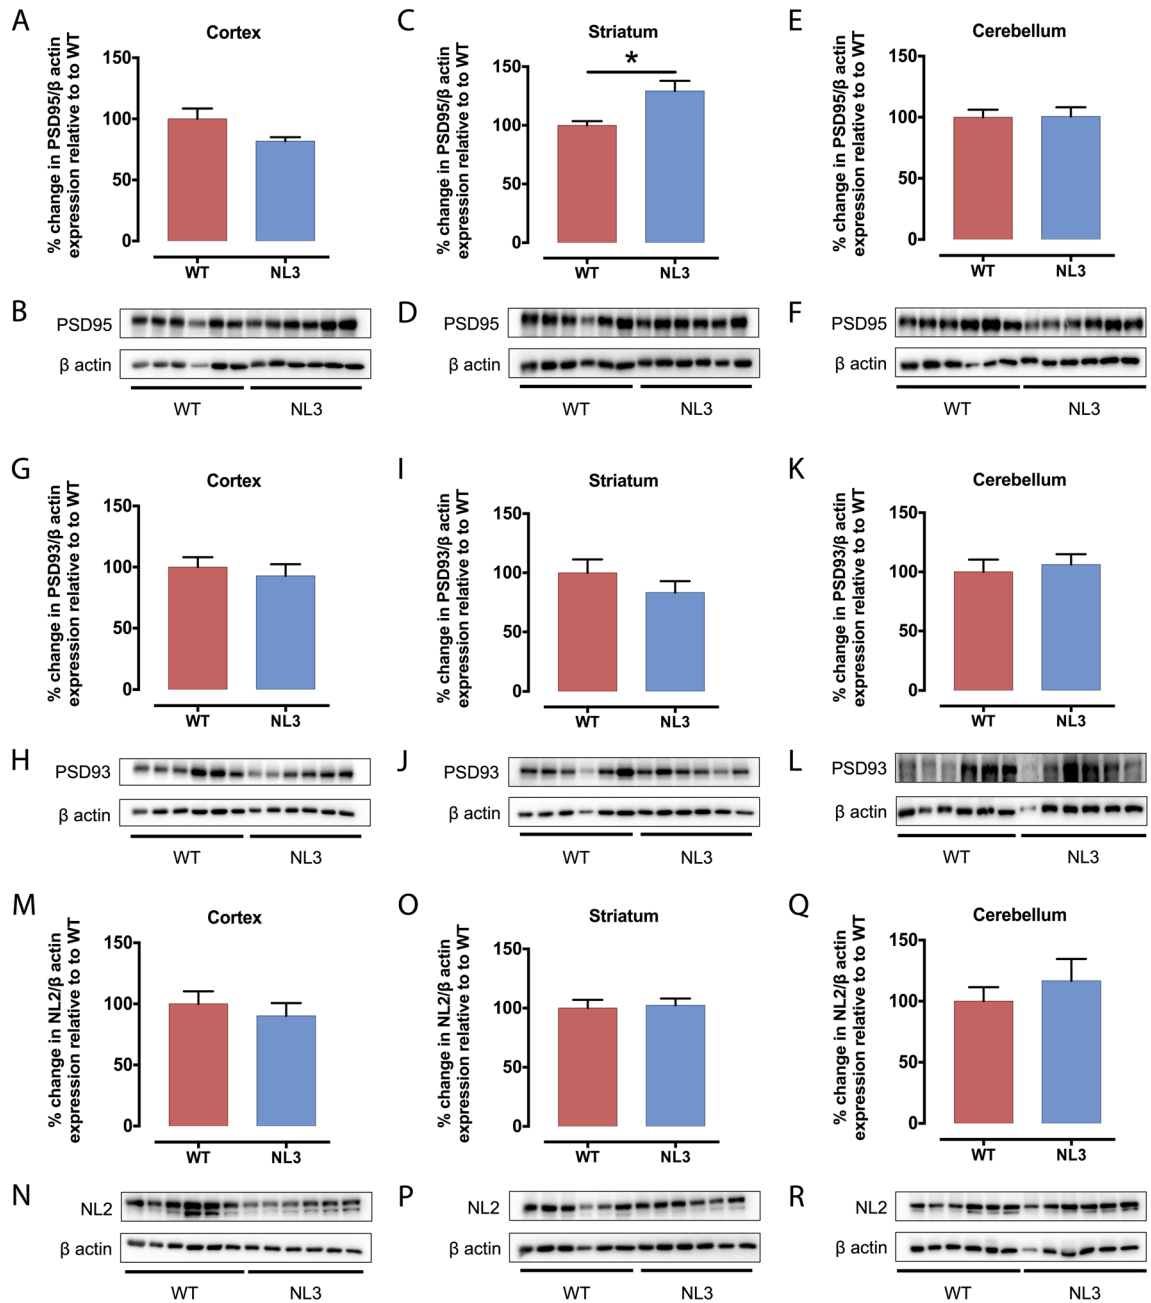 A
Cortex
% change in PSD95/β actin
expression relative to to WT
150
100
50
0
WT
NL3
C
Striatum
% change in PSD95/β actin
expression relative to to WT
150
100
50
0
*
WT
NL3
E
Cerebellum
% change in PSD95/β actin
expression relative to to WT
150
100
50
0
WT
NL3
B
PSD95
β actin
WT
NL3
D
PSD95
β actin
WT
NL3
F
PSD95
β actin
WT
NL3
G
Cortex
% change in PSD93/β actin
expression relative to to WT
150
100
50
0
WT
NL3
I
Striatum
% change in PSD93/β actin
expression relative to to WT
150
100
50
0
WT
NL3
K
Cerebellum
% change in PSD93/β actin
expression relative to to WT
150
100
50
0
WT
NL3
H
PSD93
β actin
WT
NL3
J
PSD93
β actin
WT
NL3
L
PSD93
β actin
WT
NL3
M
Cortex
% change in NL2/β actin
expression relative to to WT
150
100
50
0
WT
NL3
O
Striatum
% change in NL2/β actin
expression relative to to WT
150
100
50
0
WT
NL3
Q
Cerebellum
% change in NL2/β actin
expression relative to to WT
150
100
50
0
WT
NL3
N
NL2
β actin
WT
NL3
P
NL2
β actin
WT
NL3
R
NL2
β actin
WT
NL3